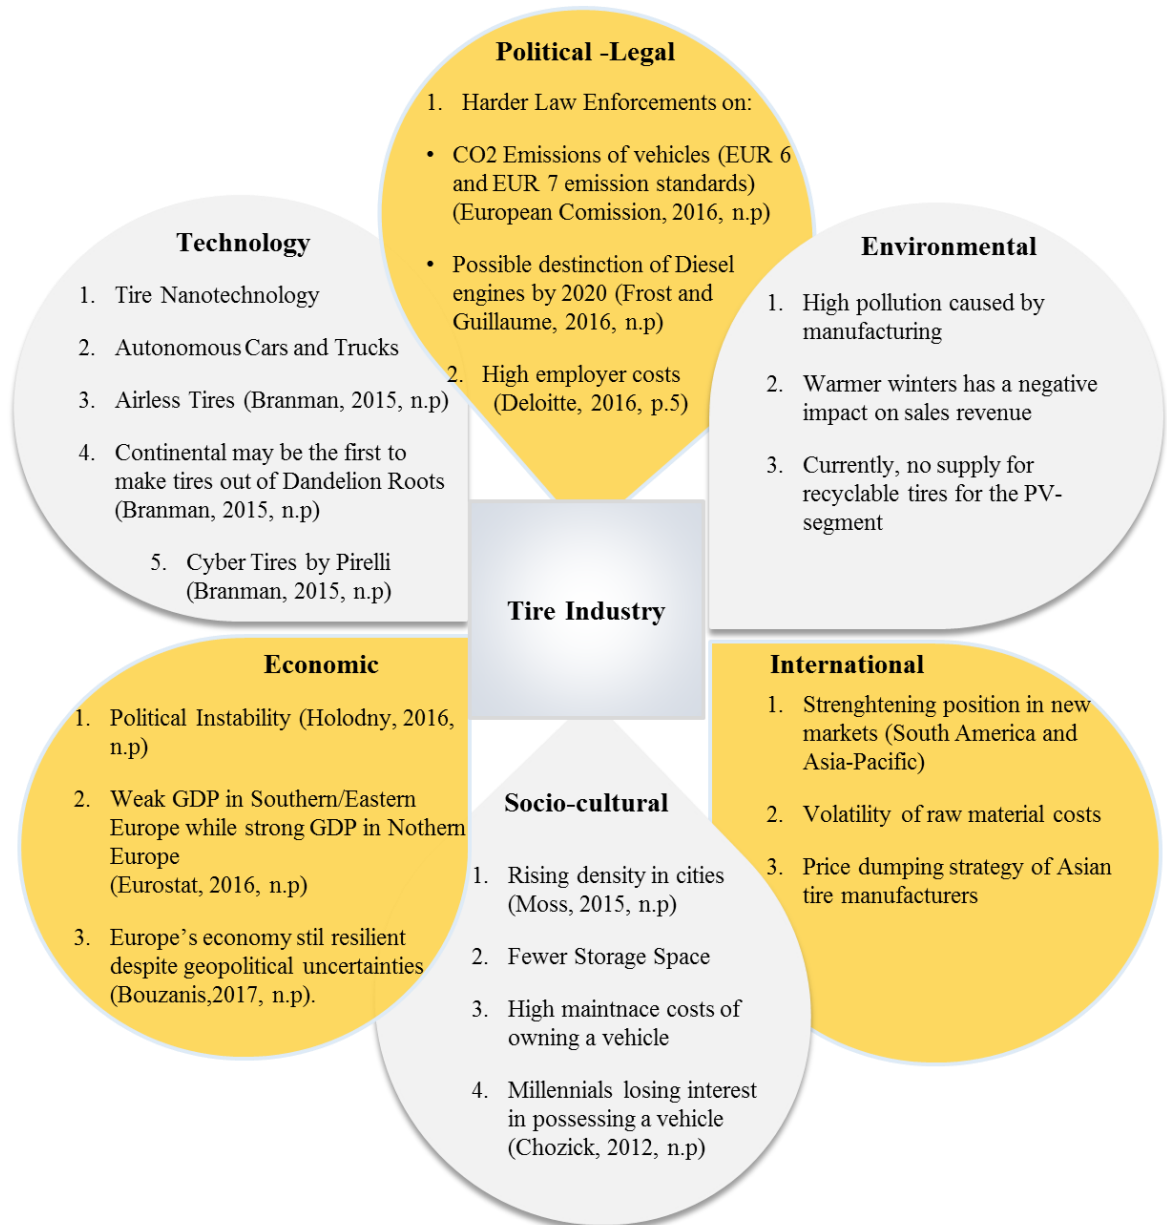 Political -Legal
1. Harder Law Enforcements on:
• CO2 Emissions of vehicles (EUR 6
and EUR 7 emission standards)
(European Comission, 2016, n.p)
• Possible destinction of Diesel
engines by 2020 (Frost and
Guillaume, 2016, n.p)
2. High employer costs
(Deloitte, 2016, p.5)
Technology
1. Tire Nanotechnology
2. Autonomous Cars and Trucks
3. Airless Tires (Branman, 2015, n.p)
4. Continental may be the first to
make tires out of Dandelion Roots
(Branman, 2015, n.p)
5. Cyber Tires by Pirelli
(Branman, 2015, n.p)
Environmental
1. High pollution caused by
manufacturing
2. Warmer winters has a negative
impact on sales revenue
3. Currently, no supply for
recyclable tires for the PV-
segment
Tire Industry
Economic
1. Political Instability (Holodny, 2016,
n.p)
2. Weak GDP in Southern/Eastern
Europe while strong GDP in Nothern
Europe
(Eurostat, 2016, n.p)
3. Europe’s economy stil resilient
despite geopolitical uncertainties
(Bouzanis,2017, n.p).
Socio-cultural
1. Rising density in cities
(Moss, 2015, n.p)
2. Fewer Storage Space
3. High maintnace costs of
owning a vehicle
4. Millennials losing interest
in possessing a vehicle
(Chozick, 2012, n.p)
International
1. Strenghtening position in new
markets (South America and
Asia-Pacific)
2. Volatility of raw material costs
3. Price dumping strategy of Asian
tire manufacturers